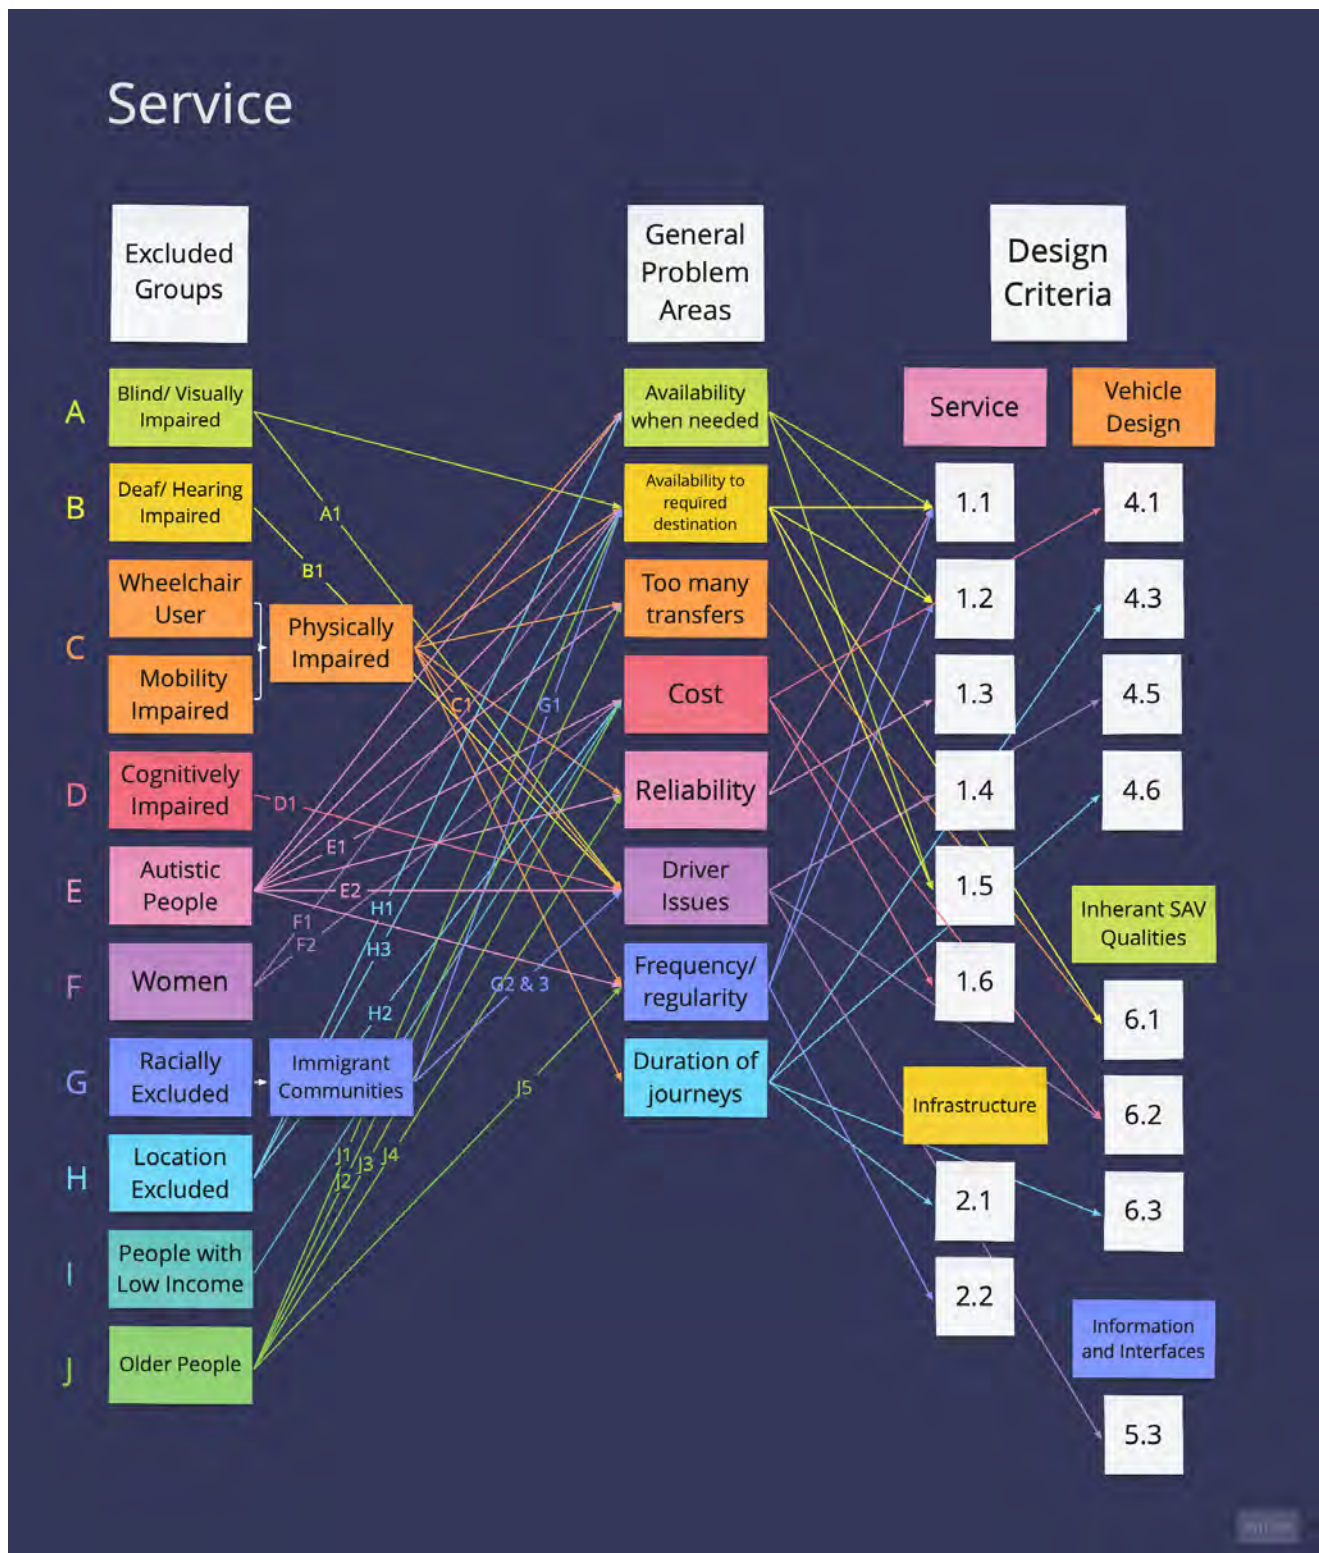 Service
Excluded
Groups
General
Problem
Areas
Design
Criteria
A
Blind/ Visually
Impaired
B
Deaf/ Hearing
Impaired
C
Wheelchair
User
Mobility
Impaired
Physically
Impaired
D
Cognitively
Impaired
E
Autistic
People
F
Women
G
Racially
Excluded
Immigrant
Communities
H
Location
Excluded
I
People with
Low Income
J
Older People
A1
B1
C1
G1
D1
E1
E2
H1
F1
F2
H3
G2 & 3
H2
J5
J1
J2
J3
J4
Availability
when needed
Availability to
required
destination
Too many
transfers
Cost
Reliability
Driver
Issues
Frequency/
regularity
Duration of
journeys
Service
1.1
1.2
1.3
1.4
1.5
1.6
Infrastructure
2.1
2.2
Vehicle
Design
4.1
4.3
4.5
4.6
Inherant SAV
Qualities
6.1
6.2
6.3
Information
and Interfaces
5.3